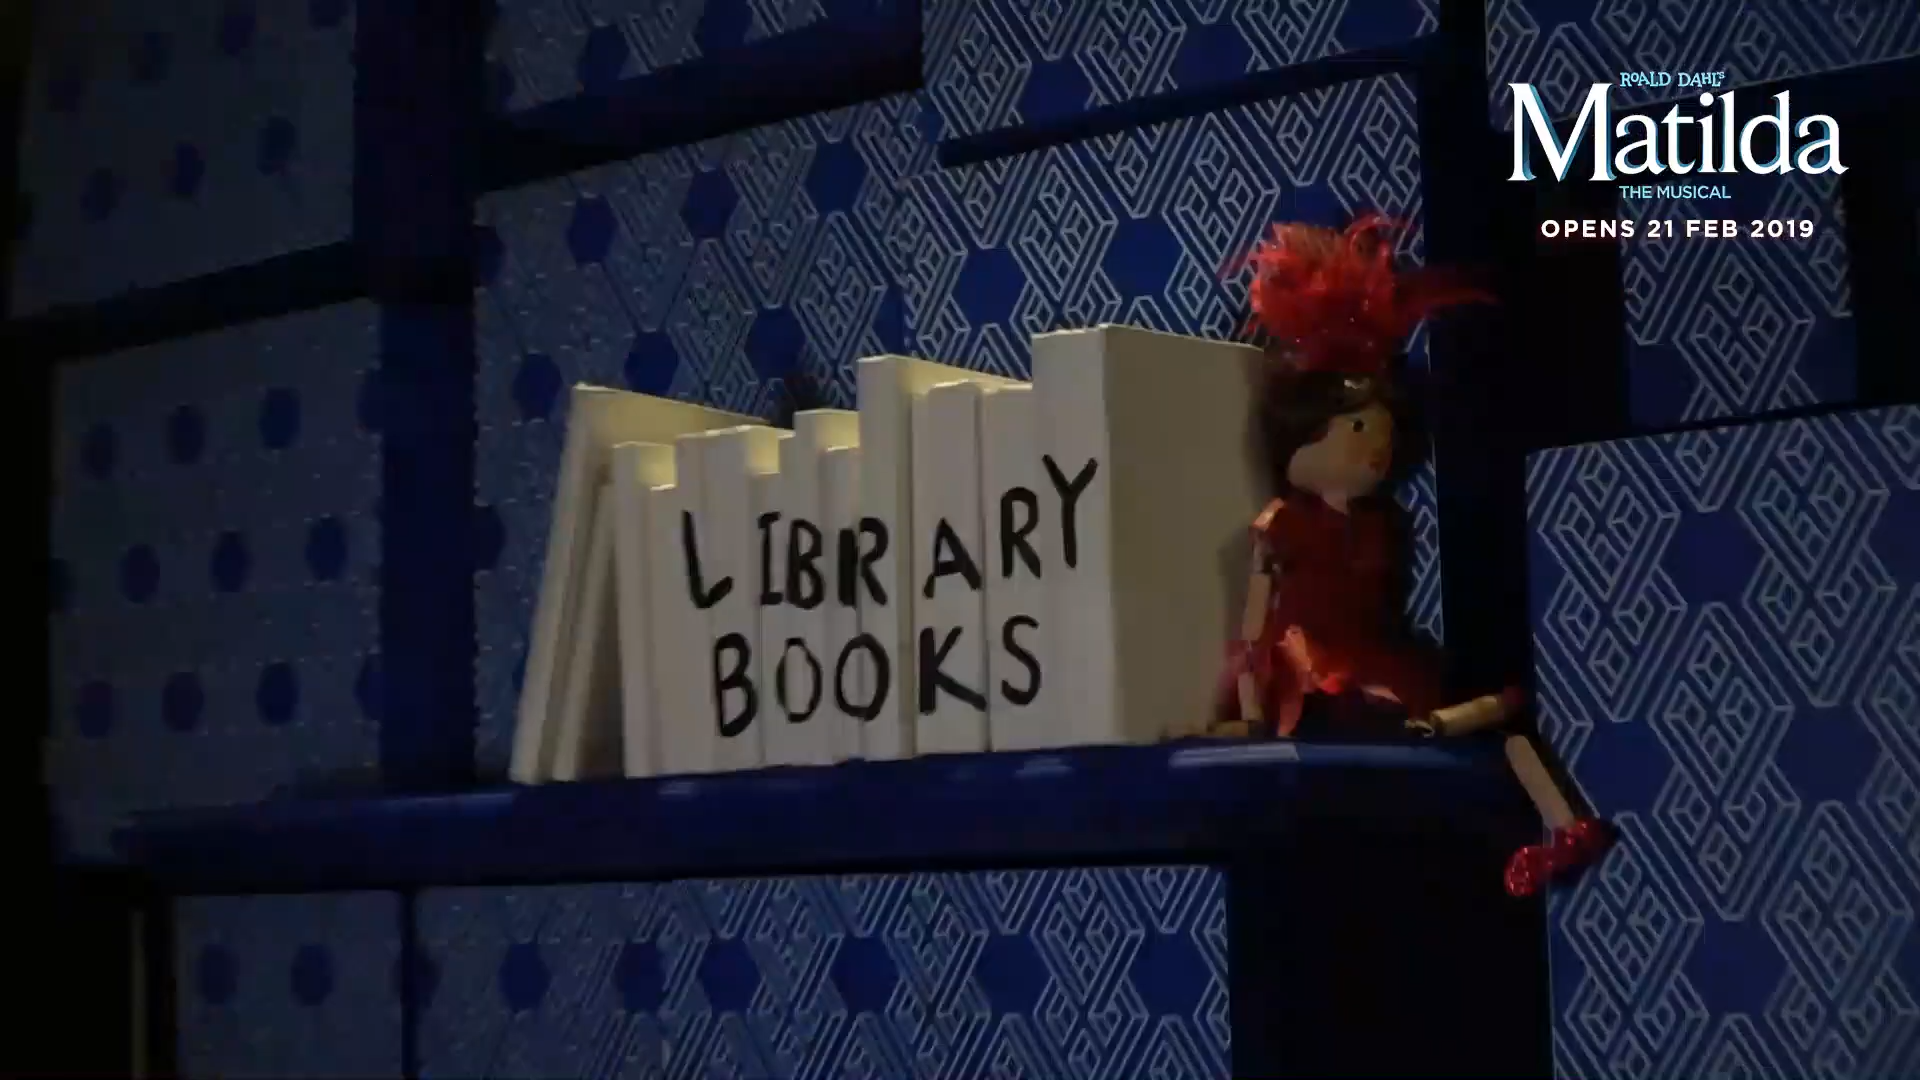 ROALD DAHL'S
Matilda
THE MUSICAL
OPENS 21 FEB 2019
LIBRARY
BOOKS